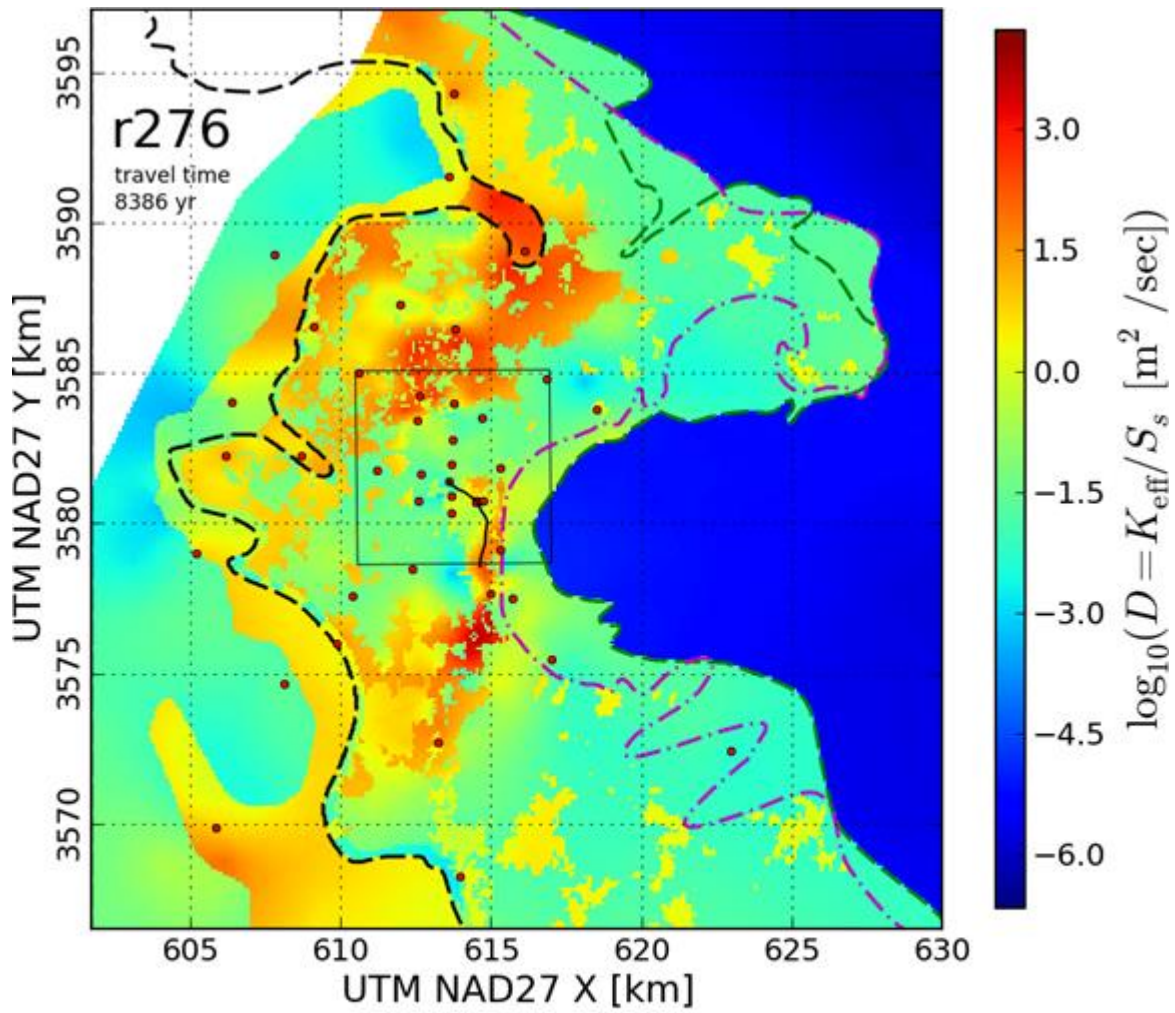 r276
travel time
8386 yr
3595
3590
3585
3580
3575
3570
UTM NAD27 Y [km]
605 610 615 620 625 630
UTM NAD27 X [km]
3.0
1.5
0.0
−1.5
−3.0
−4.5
−6.0
log₁₀(D = K_eff/S_s [m² /sec])